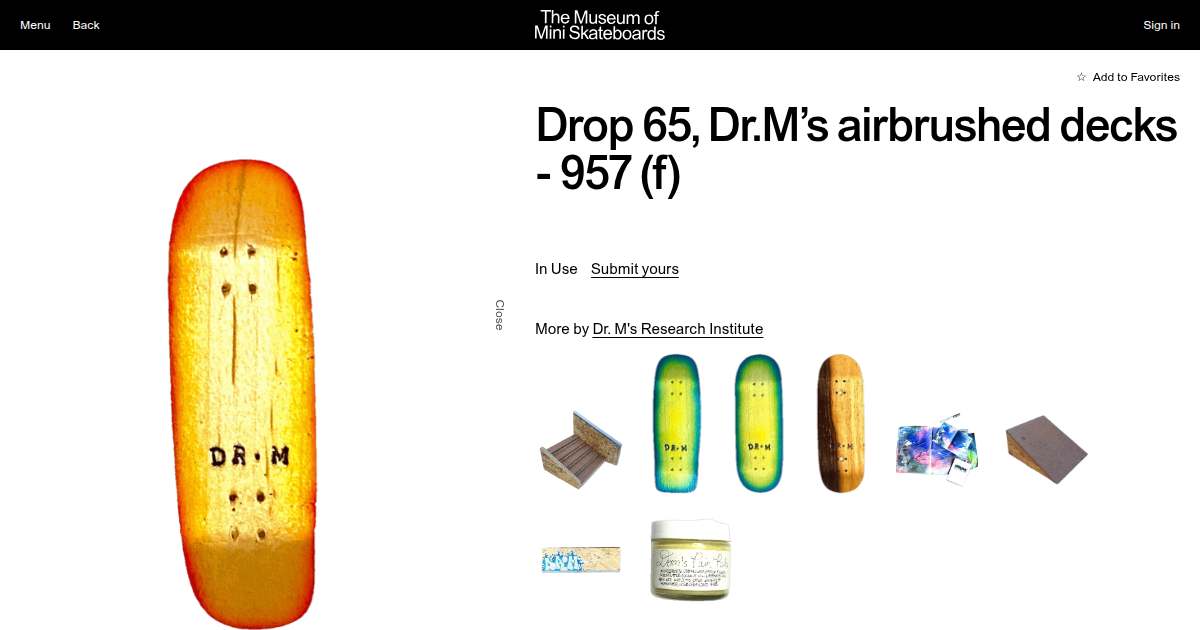 Menu
Back
The Museum of
Mini Skateboards
Sign in
☆ Add to Favorites
Drop 65, Dr.M’s airbrushed decks
- 957 (f)
In Use
Submit yours
Close
More by Dr. M's Research Institute
DR·M
DR·M
DR·M